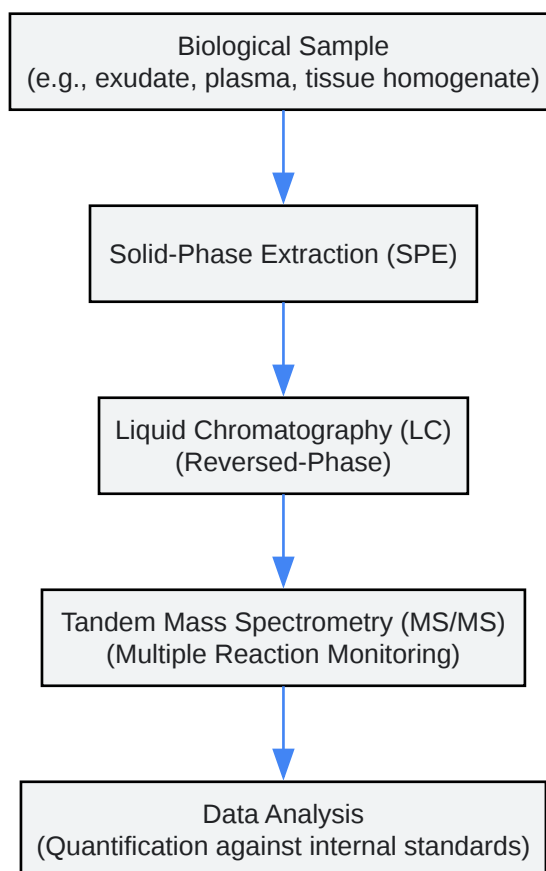 Biological Sample
(e.g., exudate, plasma, tissue homogenate)
Solid-Phase Extraction (SPE)
Liquid Chromatography (LC)
(Reversed-Phase)
Tandem Mass Spectrometry (MS/MS)
(Multiple Reaction Monitoring)
Data Analysis
(Quantification against internal standards)